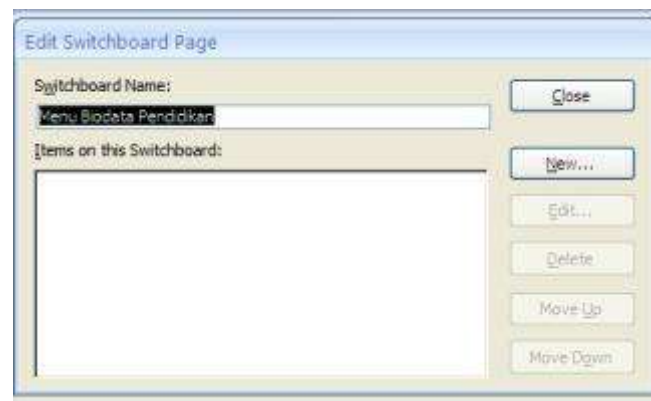 Edit Switchboard Page
Switchboard Name:
Close
Menu Biodata Pendidikan
Items on this Switchboard:
New...
Edit...
Delete
Move Up
Move Down